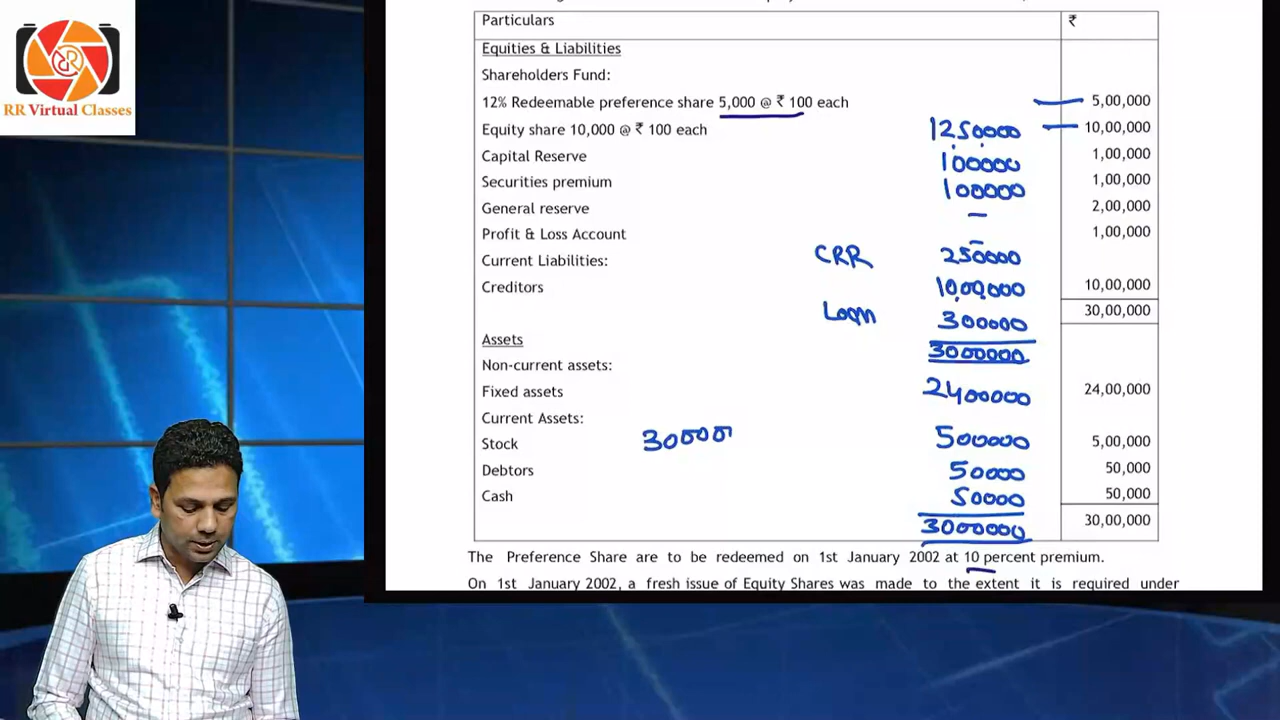 RR Virtual Classes
Particulars ₹
Equities & Liabilities
Shareholders Fund:
12% Redeemable preference share 5,000 @ ₹ 100 each 5,00,000
Equity share 10,000 @ ₹ 100 each 1250000 10,00,000
Capital Reserve 100000 1,00,000
Securities premium 100000 1,00,000
General reserve – 2,00,000
Profit & Loss Account – 1,00,000
Current Liabilities: CRR 250000
Creditors 10,00,000 10,00,000
Loan 300000 30,00,000
3000000
Assets
Non-current assets:
Fixed assets 2400000 24,00,000
Current Assets:
Stock 300000 500000 5,00,000
Debtors 50000 50,000
Cash 50000 50,000
3000000 30,00,000
The Preference Share are to be redeemed on 1st January 2002 at 10 percent premium.
On 1st January 2002, a fresh issue of Equity Shares was made to the extent it is required under